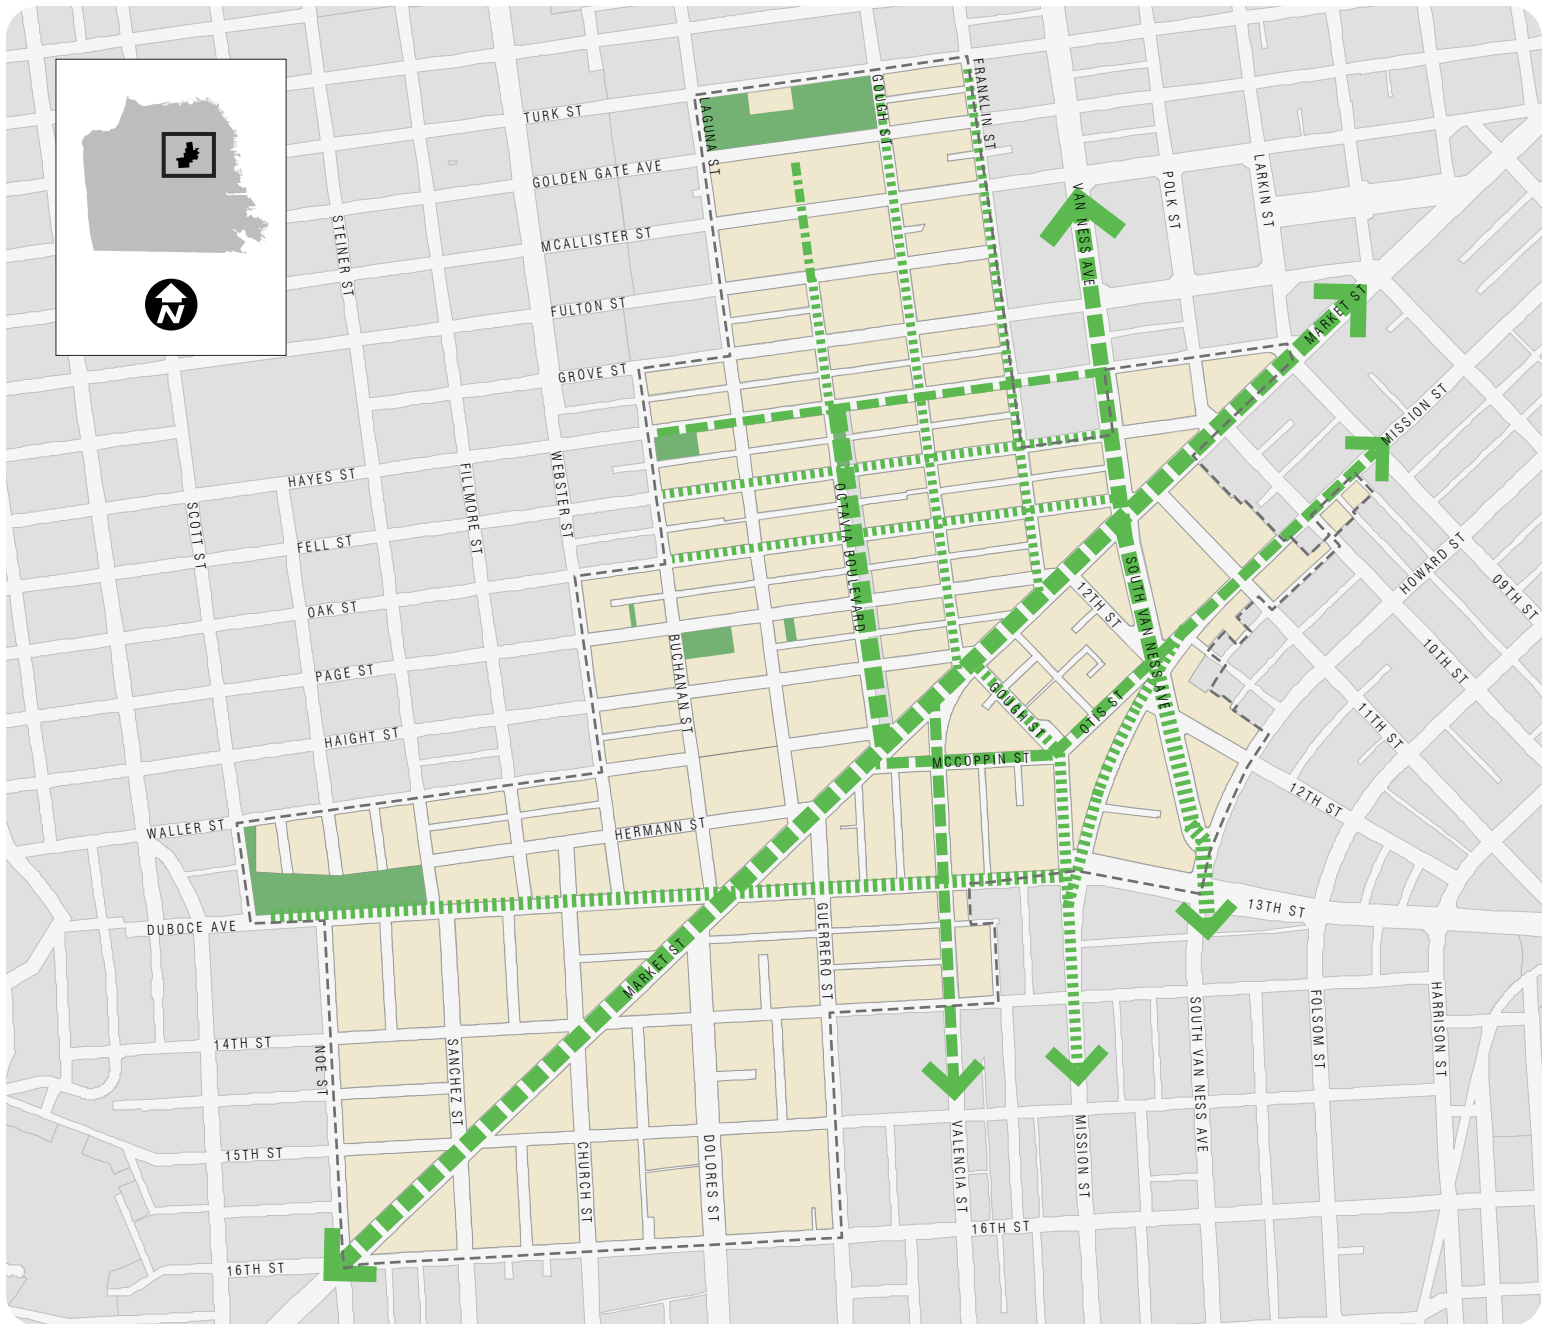 TURK ST
GOUGH ST
FRANKLIN ST
LAGUNA ST
GOLDEN GATE AVE
LARKIN ST
POLK ST
VAN NESS AVE
STEINER ST
MCALLISTER ST
FULTON ST
MARKET ST
N
GROVE ST
MISSION ST
HAYES ST
FILLMORE ST
WEBSTER ST
OCTAVIA BOULEVARD
SCOTT ST
FELL ST
HOWARD ST
09TH ST
SOUTH VAN NESS AVE
12TH ST
OAK ST
BUCHANAN ST
10TH ST
PAGE ST
GOUGH ST
OTIS ST
11TH ST
HAIGHT ST
MCCOPPIN ST
12TH ST
WALLER ST
HERMANN ST
GUERRERO ST
13TH ST
DUBOCE AVE
MARKET ST
SOUTH VAN NESS AVE
FOLSOM ST
HARRISON ST
14TH ST
NOE ST
SANCHEZ ST
VALENCIA ST
MISSION ST
15TH ST
CHURCH ST
DOLORES ST
16TH ST
16TH ST